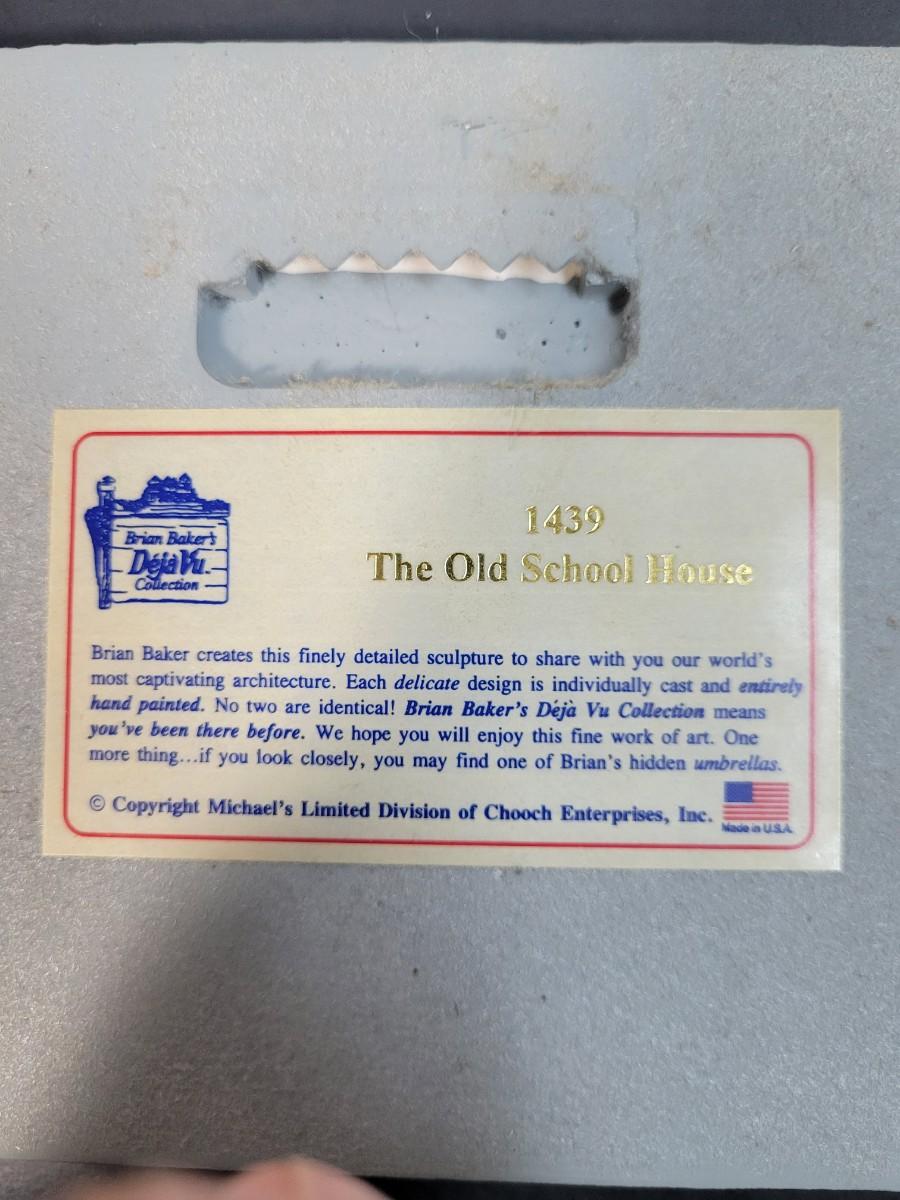 Brian Baker's
Déjà Vu™
Collection
1439
The Old School House
Brian Baker creates this finely detailed sculpture to share with you our world's
most captivating architecture. Each delicate design is individually cast and entirely
hand painted. No two are identical! Brian Baker's Déjà Vu Collection means
you've been there before. We hope you will enjoy this fine work of art. One
more thing...if you look closely, you may find one of Brian's hidden umbrellas.
© Copyright Michael's Limited Division of Chooch Enterprises, Inc.
Made in U.S.A.